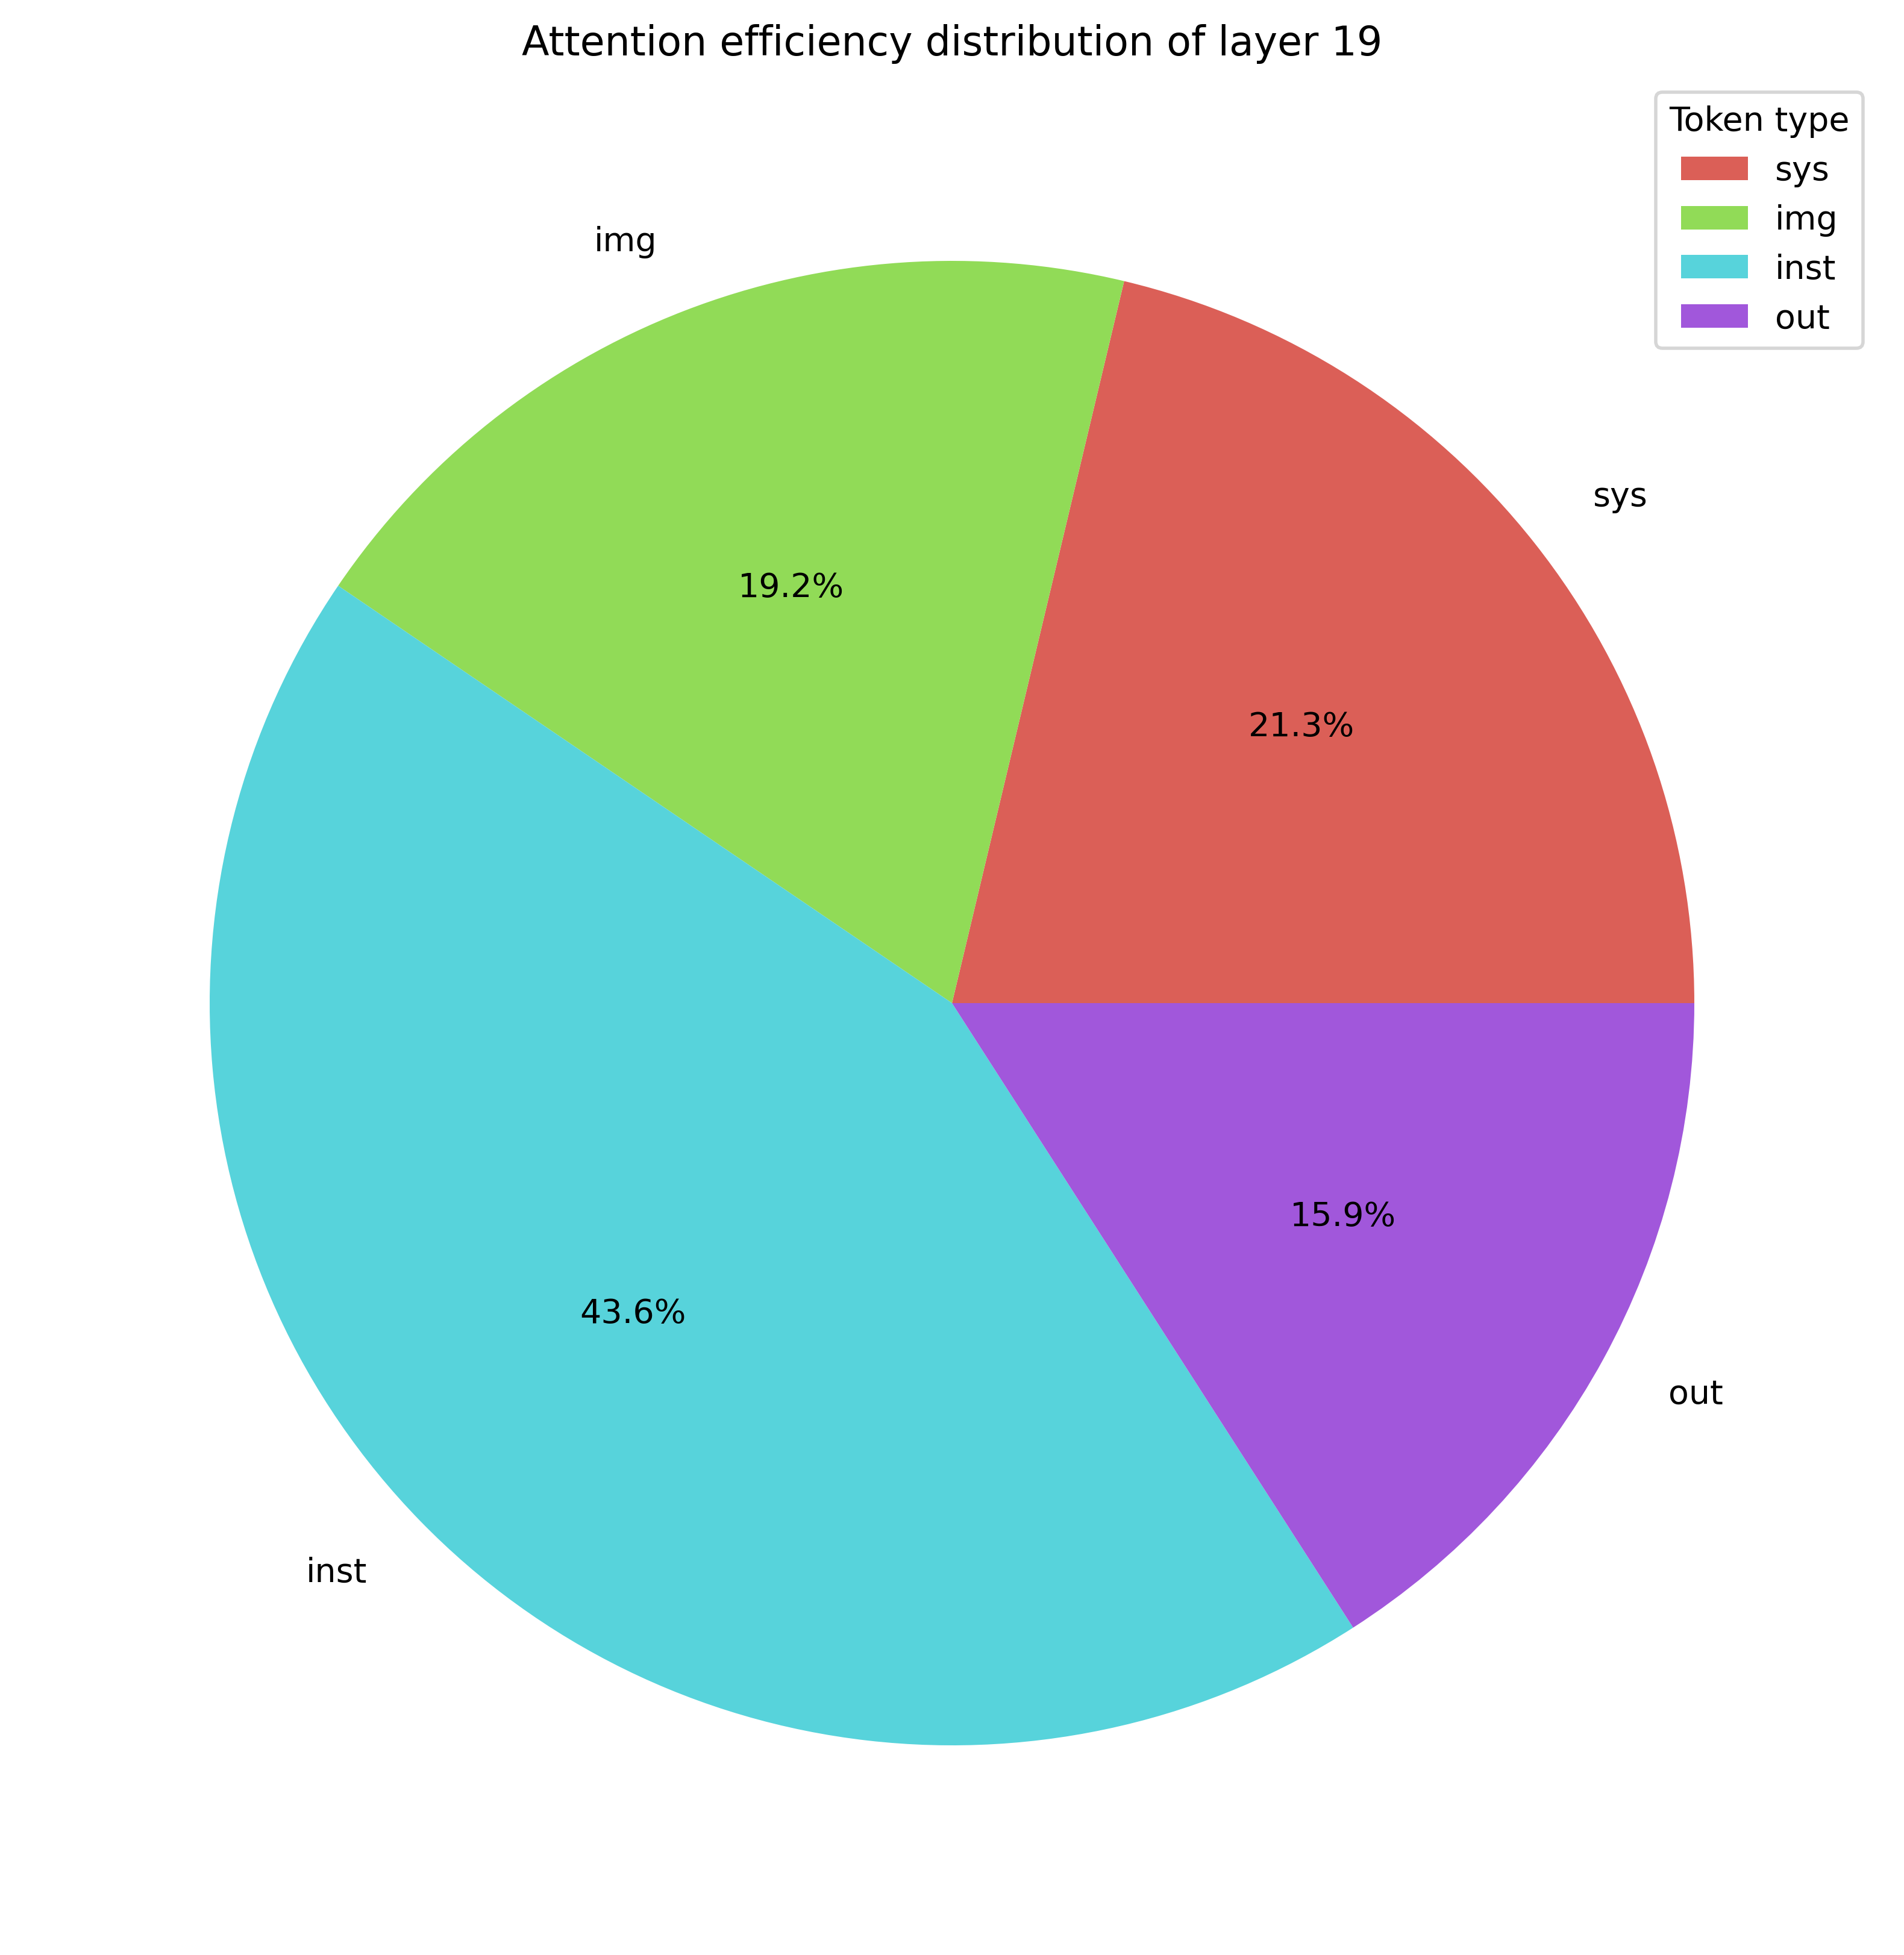 Attention efficiency distribution of layer 19
Token type
sys
img
inst
out
img
sys
19.2%
21.3%
15.9%
43.6%
out
inst